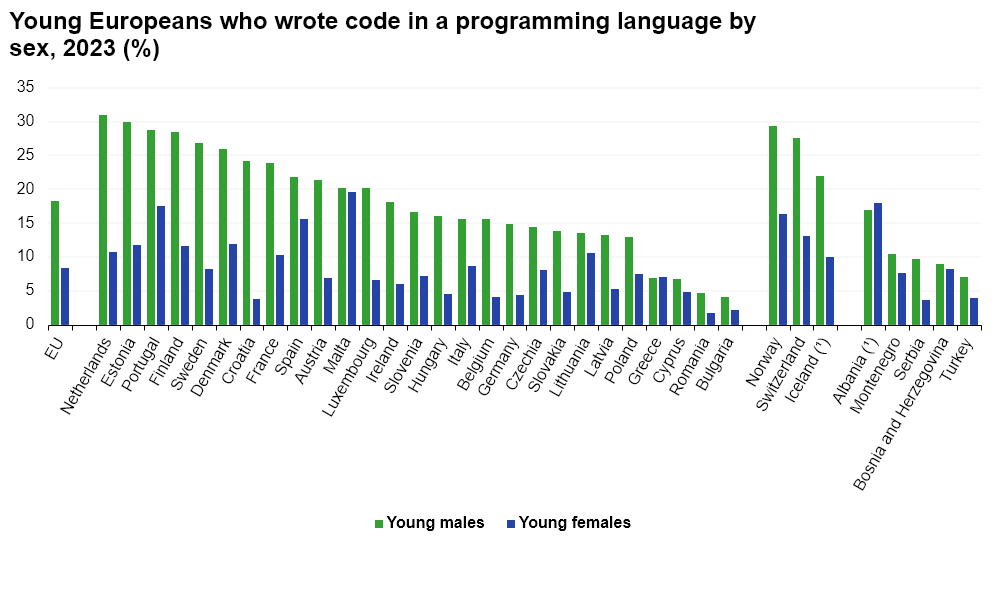 Young Europeans who wrote code in a programming language by
sex, 2023 (%)
35
30
25
20
15
10
5
0
EU
Netherlands
Estonia
Portugal
Finland
Sweden
Denmark
Croatia
France
Spain
Austria
Malta
Luxembourg
Ireland
Slovenia
Hungary
Italy
Belgium
Germany
Czechia
Slovakia
Lithuania
Latvia
Poland
Greece
Cyprus
Romania
Bulgaria
Norway
Switzerland
Iceland (¹)
Albania (¹)
Montenegro
Serbia
Bosnia and Herzegovina
Turkey
Young males Young females